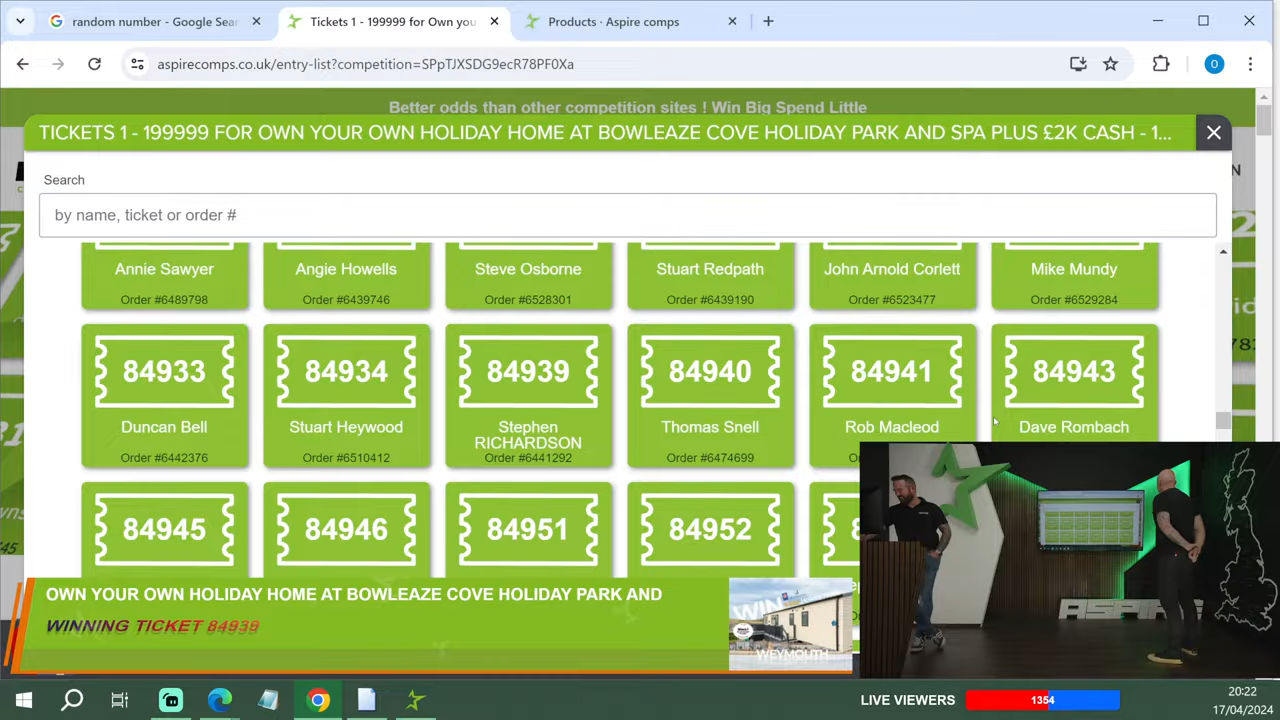 random number - Google Sear
Tickets 1 - 199999 for Own you
Products · Aspire comps
aspirecomps.co.uk/entry-list?competition=SPpTJXSDG9ecR78PF0Xa
O
Better odds than other competition sites ! Win Big Spend Little
TICKETS 1 - 199999 FOR OWN YOUR OWN HOLIDAY HOME AT BOWLEAZE COVE HOLIDAY PARK AND SPA PLUS £2K CASH - 1...
Search
by name, ticket or order #
Annie Sawyer Angie Howells Steve Osborne Stuart Redpath John Arnold Corlett Mike Mundy
Order #6489798 Order #6439746 Order #6528301 Order #6439190 Order #6523477 Order #6529284
84933 84934 84939 84940 84941 84943
Duncan Bell Stuart Heywood Stephen RICHARDSON Thomas Snell Rob Macleod Dave Rombach
Order #6442376 Order #6510412 Order #6441292 Order #6474699
84945 84946 84951 84952
OWN YOUR OWN HOLIDAY HOME AT BOWLEAZE COVE HOLIDAY PARK AND
WINNING TICKET 84939
WIN
WEYMOUTH
ASPIRE
LIVE VIEWERS 1354
20:22
17/04/2024